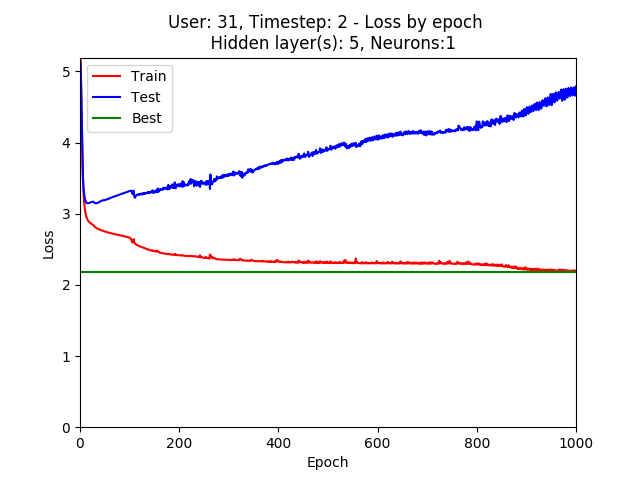 User: 31, Timestep: 2 - Loss by epoch
Hidden layer(s): 5, Neurons:1
Train
Test
Best
Loss
5
4
3
2
1
0
0 200 400 600 800 1000
Epoch